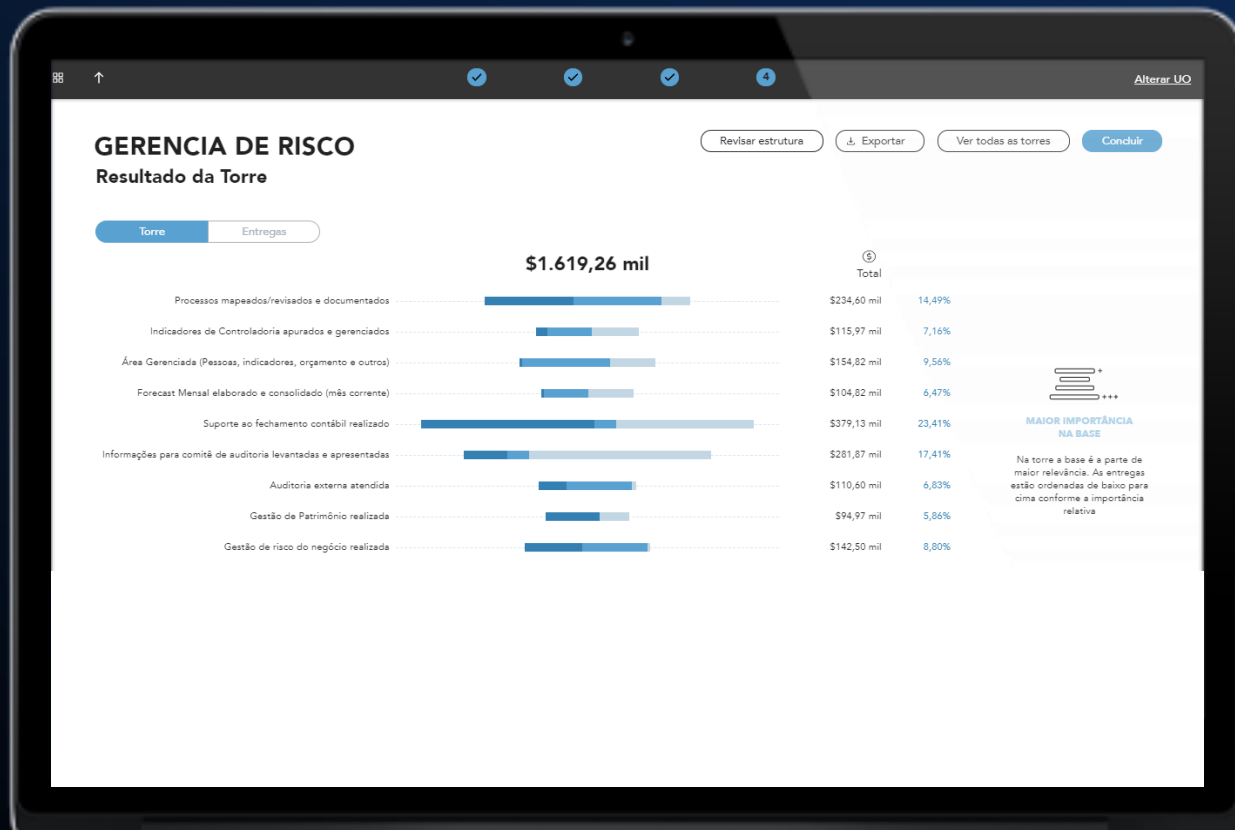 4
Alterar UO
GERENCIA DE RISCO
Resultado da Torre
Revisar estrutura
Exportar
Ver todas as torres
Concluir
Torre
Entregas
$1.619,26 mil
$
Total
Processos mapeados/revisados e documentados $234,60 mil 14,49%
Indicadores de Controladoria apurados e gerenciados $115,97 mil 7,16%
Área Gerenciada (Pessoas, indicadores, orçamento e outros) $154,82 mil 9,56%
Forecast Mensal elaborado e consolidado (mês corrente) $104,82 mil 6,47%
Suporte ao fechamento contábil realizado $379,13 mil 23,41%
Informações para comitê de auditoria levantadas e apresentadas $281,87 mil 17,41%
Auditoria externa atendida $110,60 mil 6,83%
Gestão de Patrimônio realizada $94,97 mil 5,86%
Gestão de risco do negócio realizada $142,50 mil 8,80%
+
+++
MAIOR IMPORTÂNCIA
NA BASE
Na torre a base é a parte de
maior relevância. As entregas
estão ordenadas de baixo para
cima conforme a importância
relativa